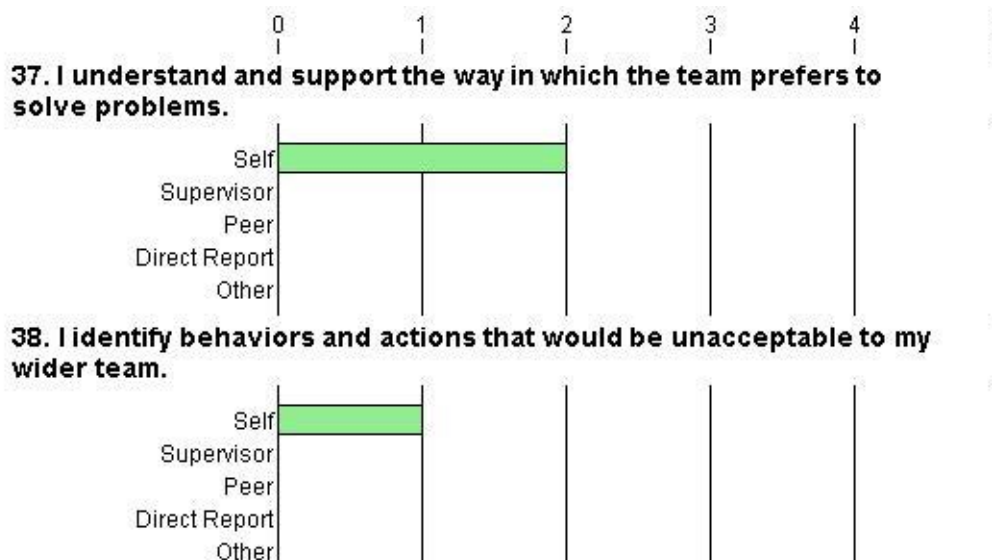 0 1 2 3 4
37. I understand and support the way in which the team prefers to
solve problems.
Self
Supervisor
Peer
Direct Report
Other
38. I identify behaviors and actions that would be unacceptable to my
wider team.
Self
Supervisor
Peer
Direct Report
Other